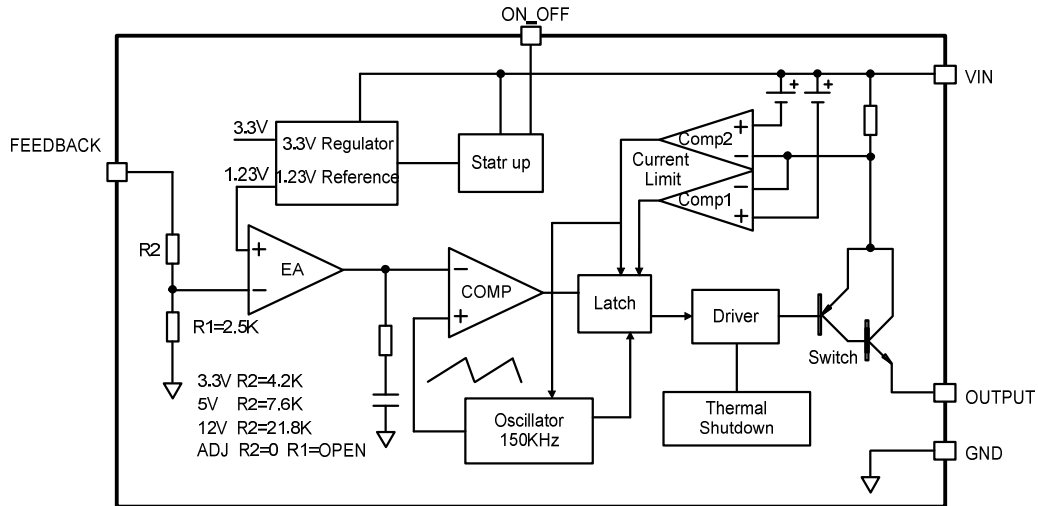 ON_OFF
VIN
FEEDBACK
3.3V
3.3V Regulator
1.23V
1.23V Reference
Statr up
+
+
Comp2
+
−
Current
Limit
Comp1
−
+
R2
+
−
EA
−
+
COMP
Latch
Driver
Switch
R1=2.5K
3.3V R2=4.2K
5V R2=7.6K
12V R2=21.8K
ADJ R2=0 R1=OPEN
Oscillator
150KHz
Thermal
Shutdown
OUTPUT
GND